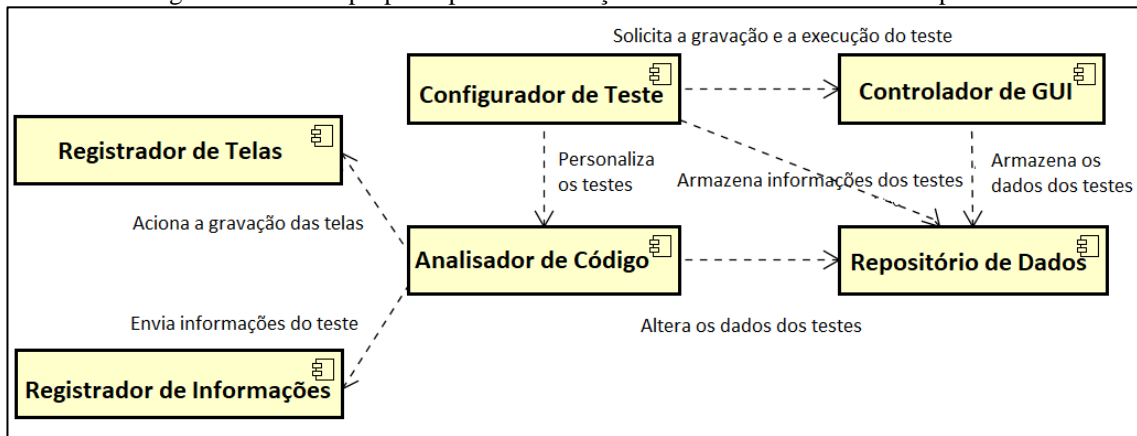 Solicita a gravação e a execução do teste
Configurador de Teste
Controlador de GUI
Registrador de Telas
Personaliza
os testes
Armazena informações dos testes
Armazena os
dados dos testes
Aciona a gravação das telas
Analisador de Código
Repositório de Dados
Envia informações do teste
Altera os dados dos testes
Registrador de Informações